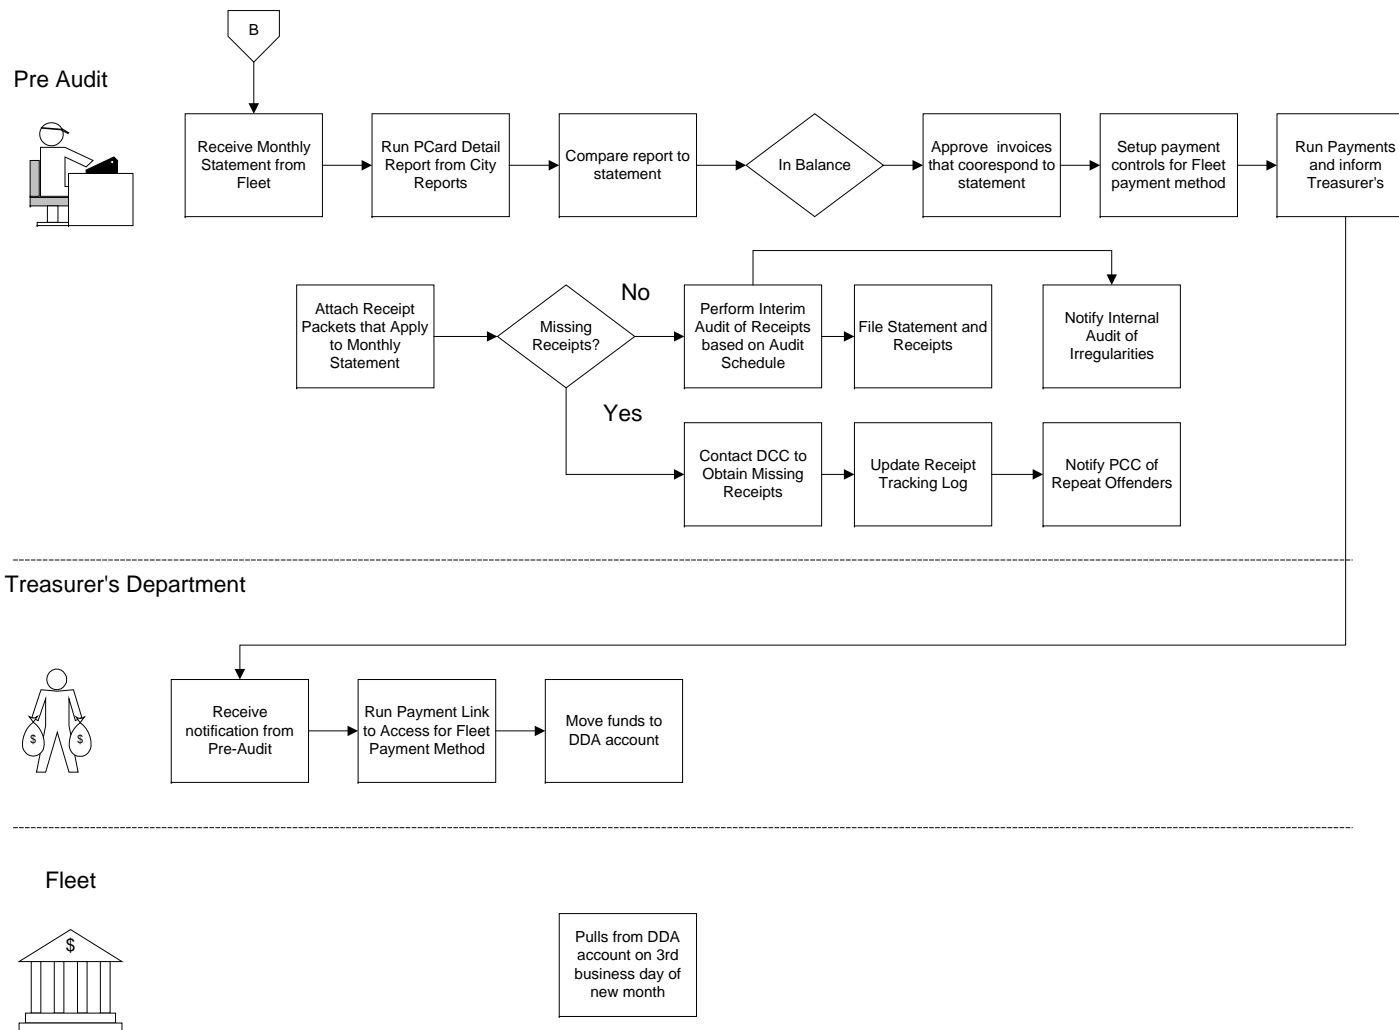 B
Pre Audit
Receive Monthly
Statement from
Fleet
Run PCard Detail
Report from City
Reports
Compare report to
statement
In Balance
Approve invoices
that coorespond to
statement
Setup payment
controls for Fleet
payment method
Run Payments
and inform
Treasurer's
Attach Receipt
Packets that Apply
to Monthly
Statement
Missing
Receipts?
No
Perform Interim
Audit of Receipts
based on Audit
Schedule
File Statement and
Receipts
Notify Internal
Audit of
Irregularities
Yes
Contact DCC to
Obtain Missing
Receipts
Update Receipt
Tracking Log
Notify PCC of
Repeat Offenders
Treasurer's Department
$ $
Receive
notification from
Pre-Audit
Run Payment Link
to Access for Fleet
Payment Method
Move funds to
DDA account
Fleet
$
Pulls from DDA
account on 3rd
business day of
new month